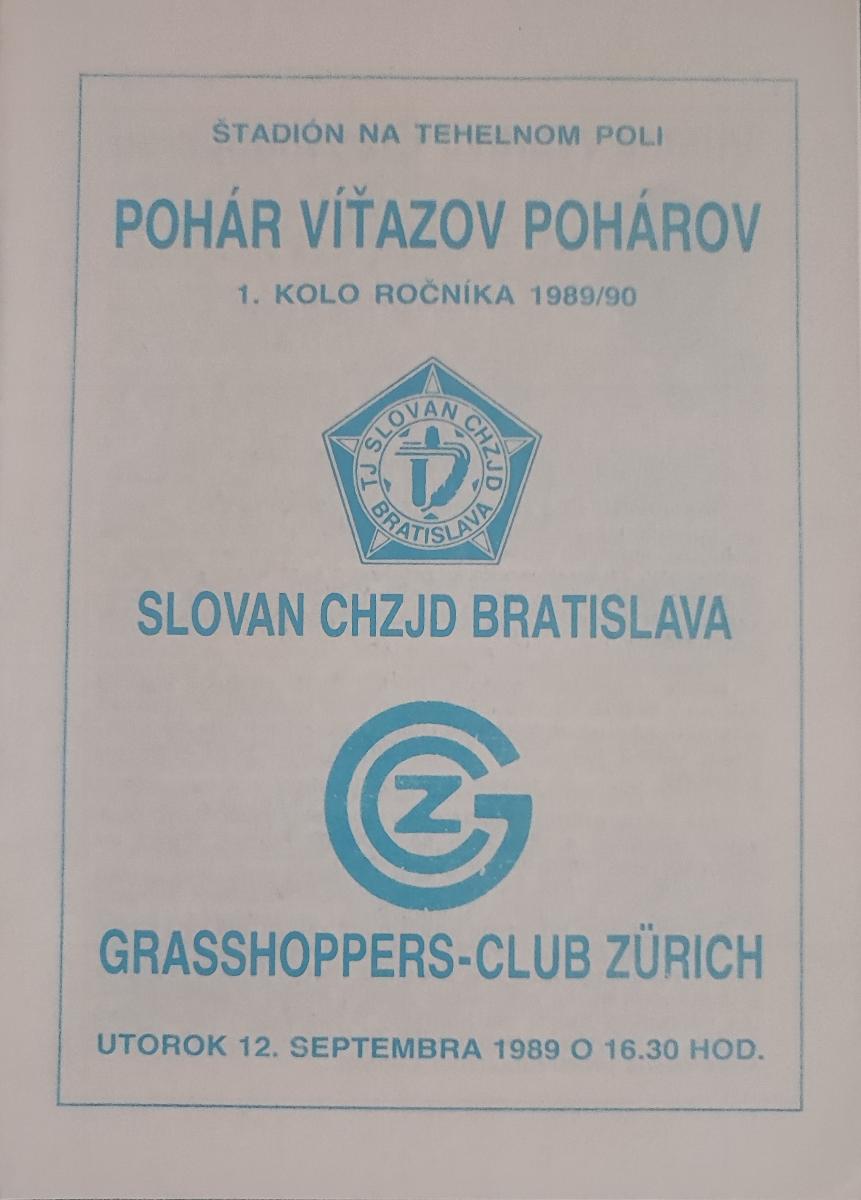 ŠTADIÓN NA TEHELNOM POLI
POHÁR VÍŤAZOV POHÁROV
1. KOLO ROČNÍKA 1989/90
TJ SLOVAN CHZJD
BRATISLAVA
SLOVAN CHZJD BRATISLAVA
GCZ
GRASSHOPPERS-CLUB ZÜRICH
UTOROK 12. SEPTEMBRA 1989 O 16.30 HOD.